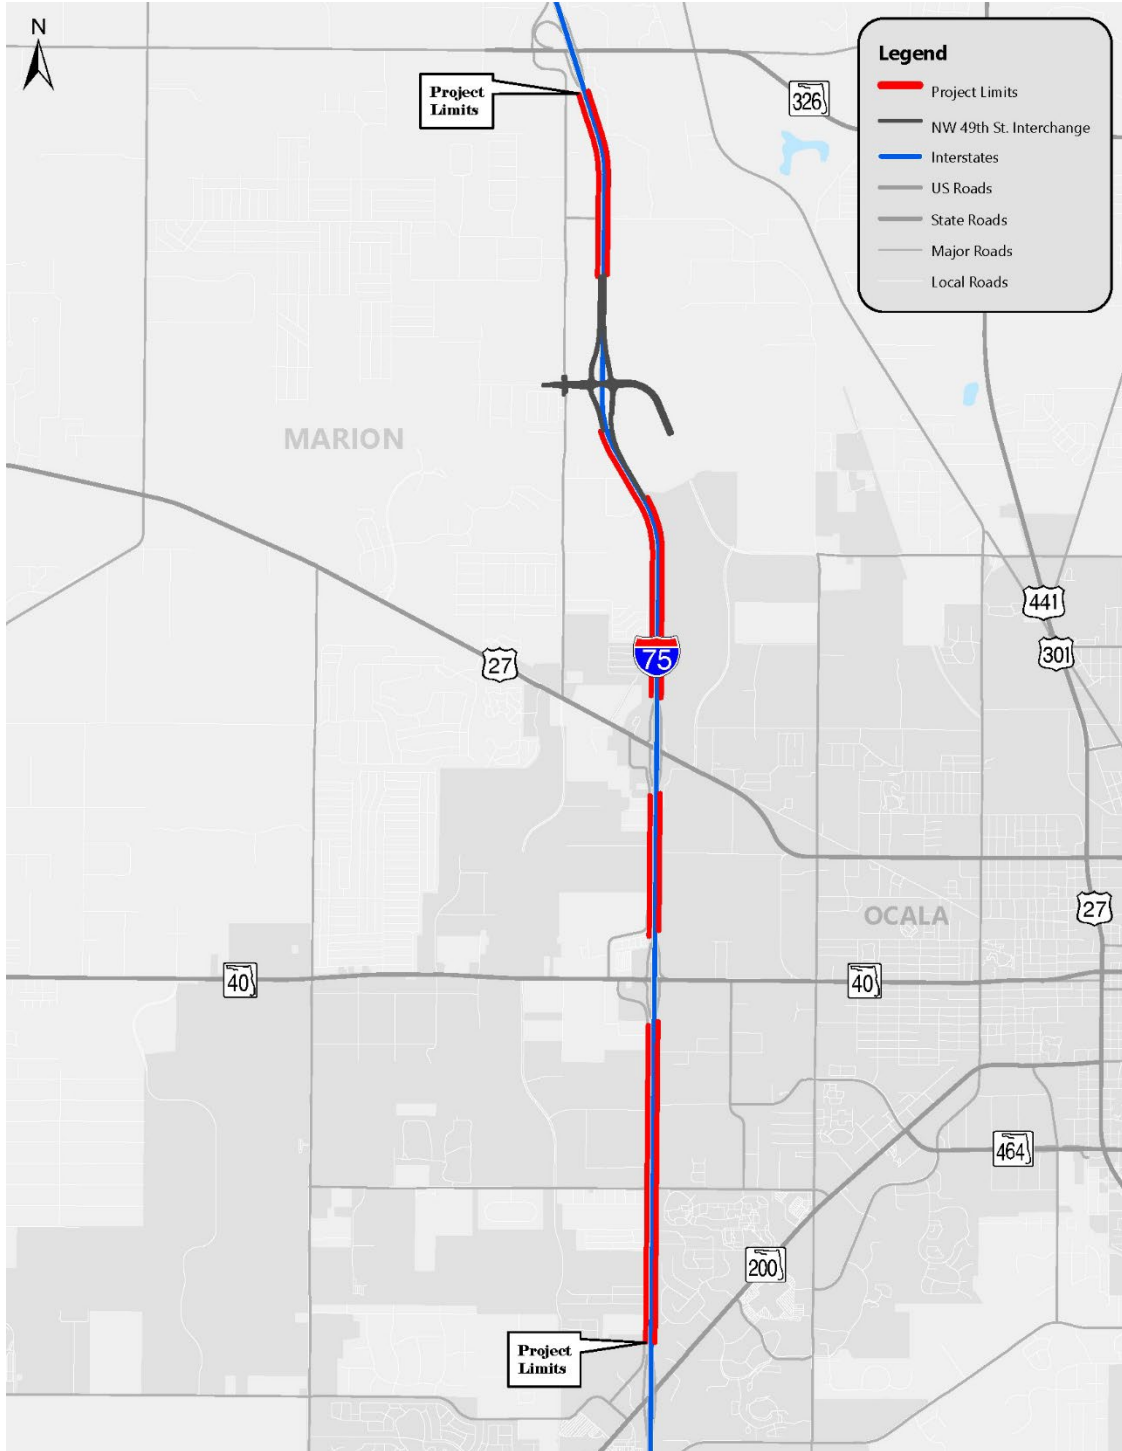 N
Legend
Project Limits
NW 49th St. Interchange
Interstates
US Roads
State Roads
Major Roads
Local Roads
Project
Limits
326
MARION
441
301
27
75
OCALA
27
40
40
464
200
Project
Limits